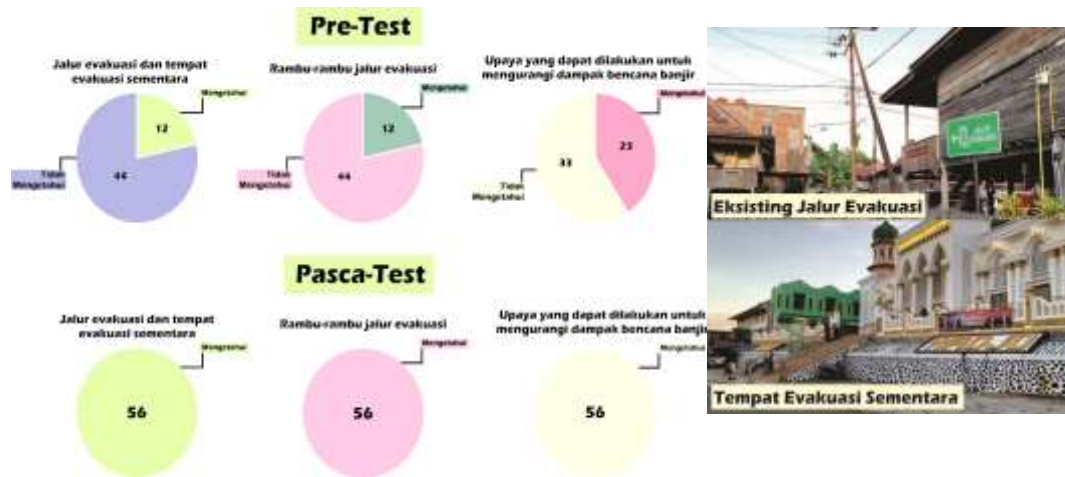 Pre-Test
Jalur evakuasi dan tempat
evakuasi sementara
Mengetahui
12
44
Tidak
Mengetahui
Rambu-rambu jalur evakuasi
Mengetahui
12
44
Tidak
Mengetahui
Upaya yang dapat dilakukan untuk
mengurangi dampak bencana banjir
Mengetahui
23
33
Tidak
Mengetahui
Pasca-Test
Jalur evakuasi dan tempat
evakuasi sementara
Mengetahui
56
Rambu-rambu jalur evakuasi
Mengetahui
56
Upaya yang dapat dilakukan untuk
mengurangi dampak bencana banjir
Mengetahui
56
Eksisting Jalur Evakuasi
Tempat Evakuasi Sementara